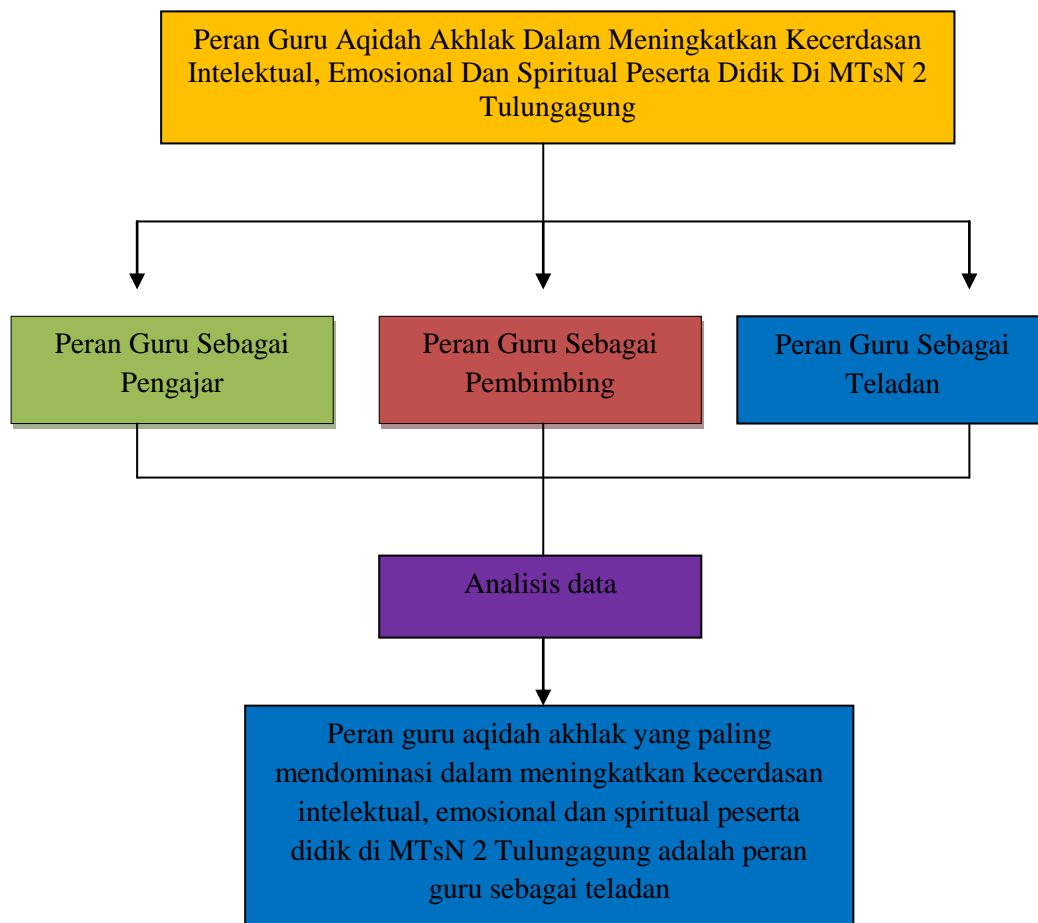 Peran Guru Aqidah Akhlak Dalam Meningkatkan Kecerdasan
Intelektual, Emosional Dan Spiritual Peserta Didik Di MTsN 2
Tulungagung
Peran Guru Sebagai
Pengajar
Peran Guru Sebagai
Pembimbing
Peran Guru Sebagai
Teladan
Analisis data
Peran guru aqidah akhlak yang paling
mendominasi dalam meningkatkan kecerdasan
intelektual, emosional dan spiritual peserta
didik di MTsN 2 Tulungagung adalah peran
guru sebagai teladan